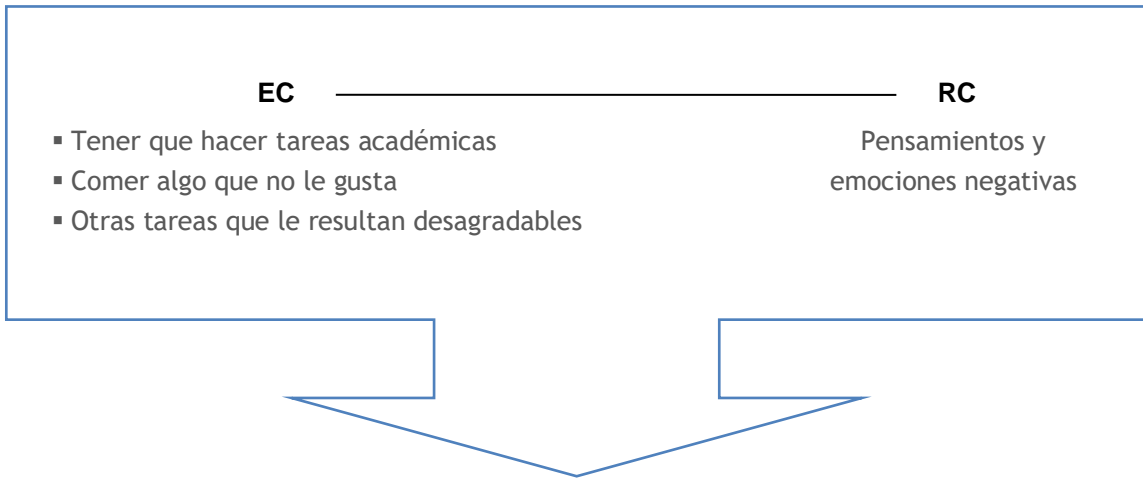 EC RC
▪ Tener que hacer tareas académicas
▪ Comer algo que no le gusta
▪ Otras tareas que le resultan desagradables
Pensamientos y
emociones negativas